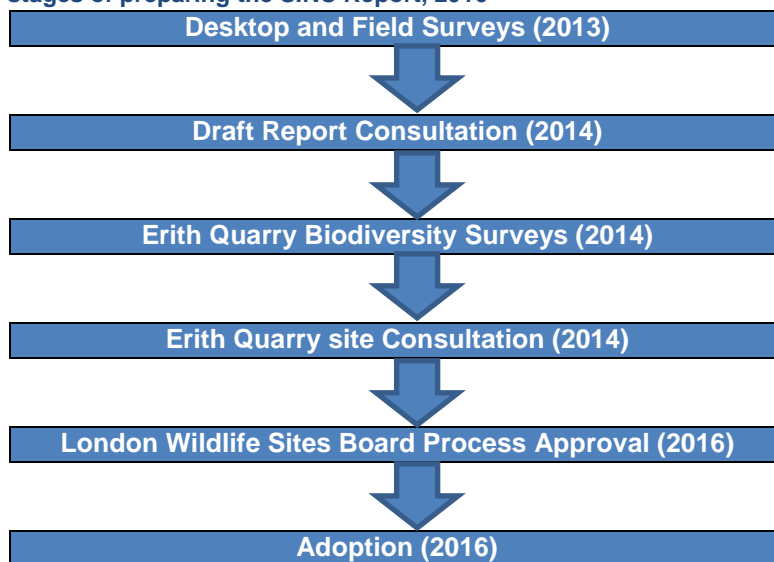 stages of preparing the SINC Report, 2016
Desktop and Field Surveys (2013)
Draft Report Consultation (2014)
Erith Quarry Biodiversity Surveys (2014)
Erith Quarry site Consultation (2014)
London Wildlife Sites Board Process Approval (2016)
Adoption (2016)